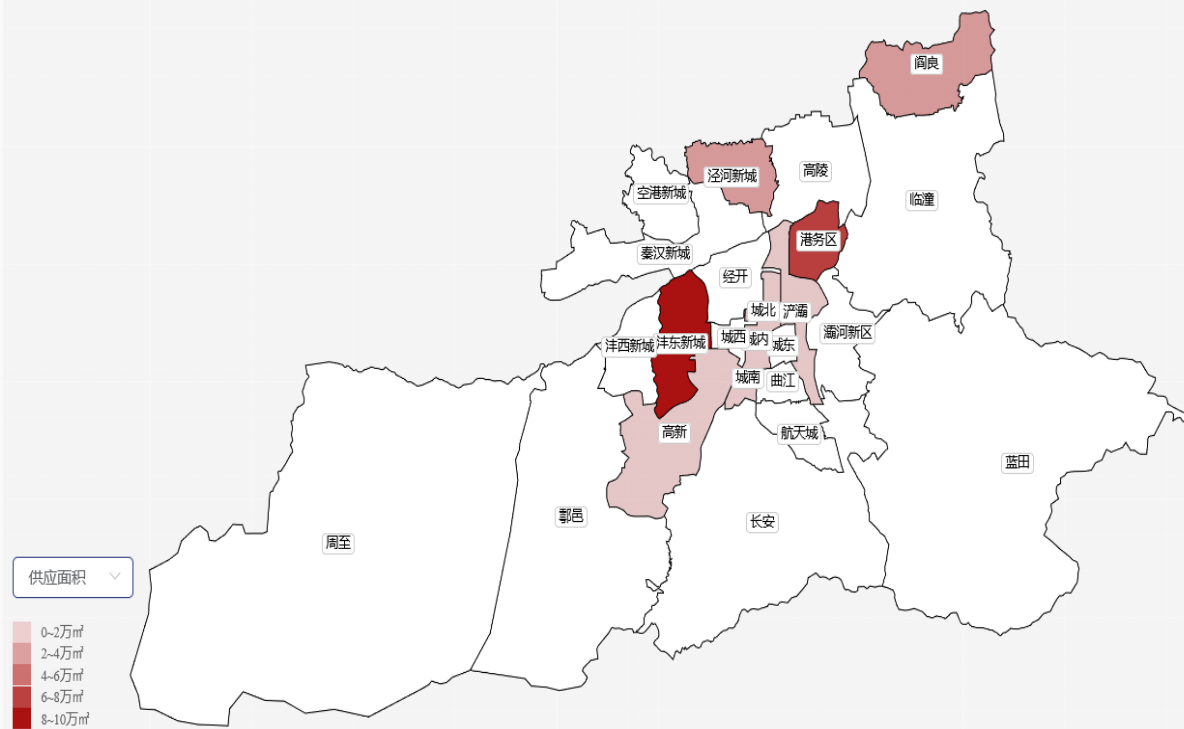 阎良
泾河新城
高陵
空港新城
临潼
港务区
秦汉新城
经开
城北
浐灞
灞河新区
城西
城内
城东
沣西新城
沣东新城
城南
曲江
高新
航天城
蓝田
鄠邑
长安
周至
供应面积
0~2万㎡
2~4万㎡
4~6万㎡
6~8万㎡
8~10万㎡